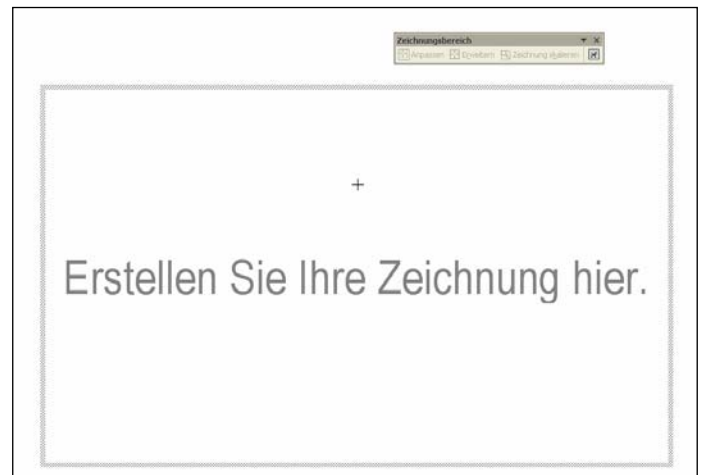 Zeichnungsbereich
Anpassen Erweitern Zeichnung skalieren
Erstellen Sie Ihre Zeichnung hier.